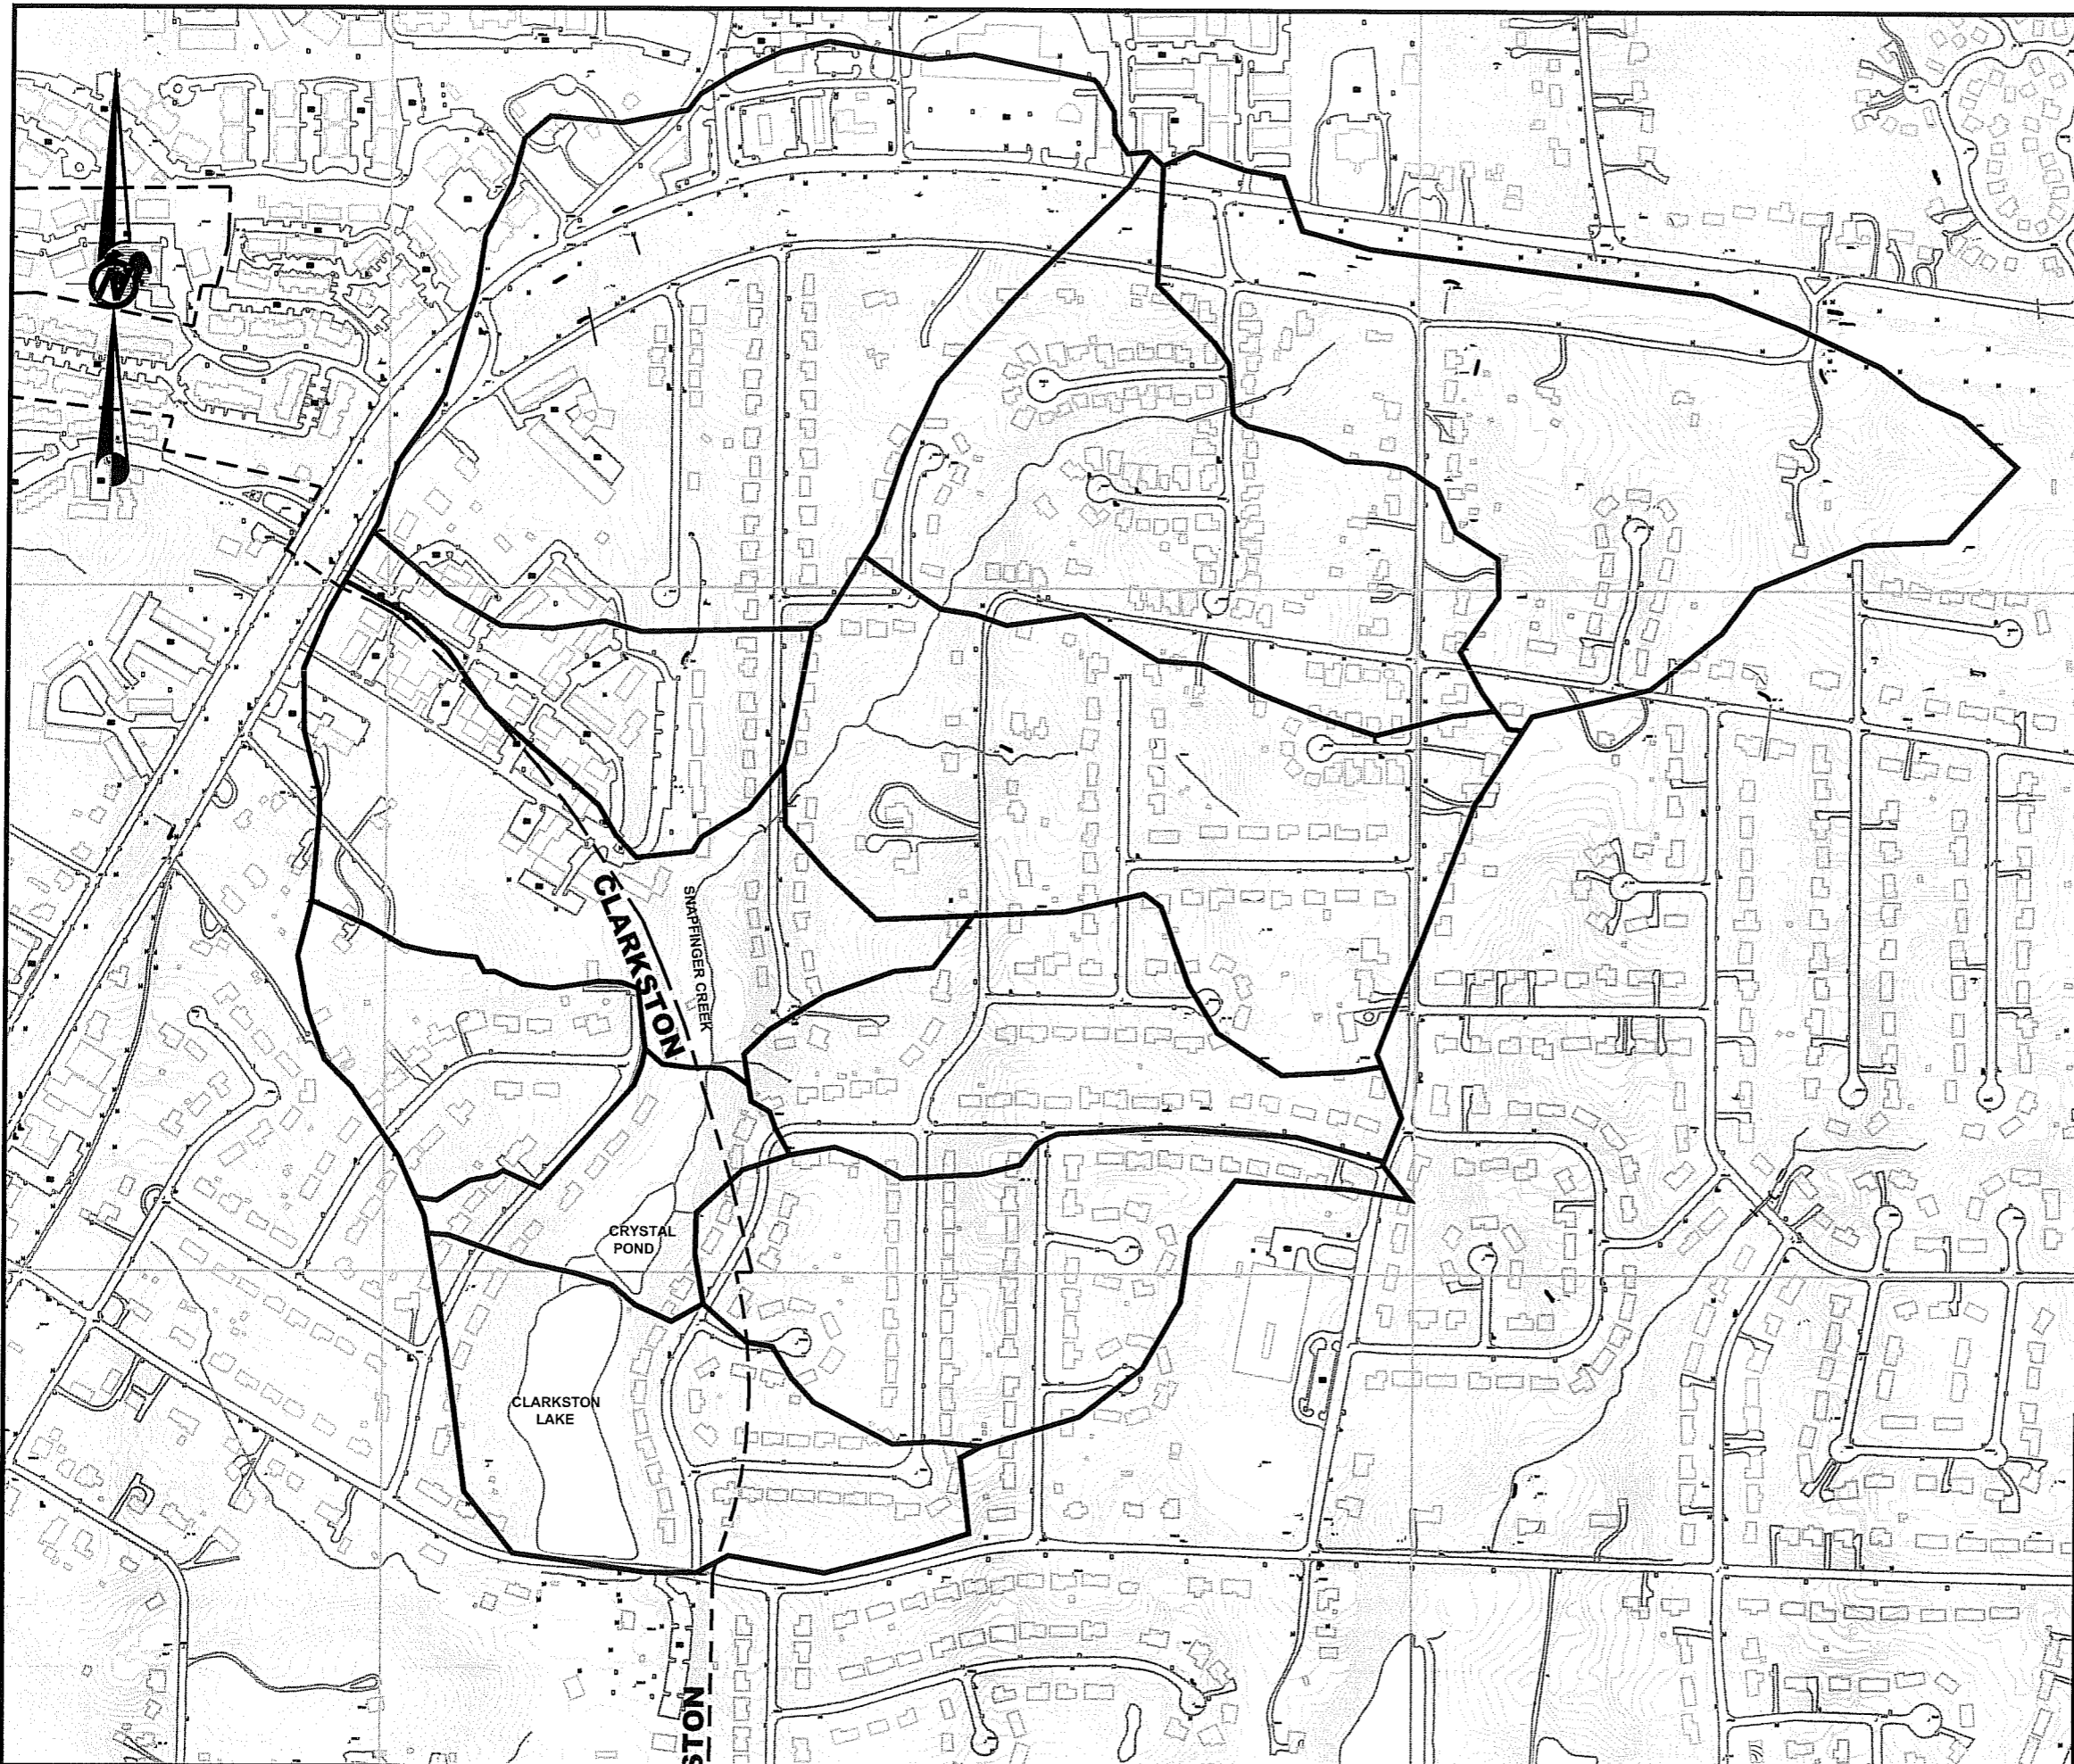 N
CLARKSTON
SNAPFINGER CREEK
CRYSTAL
POND
CLARKSTON
LAKE
STON